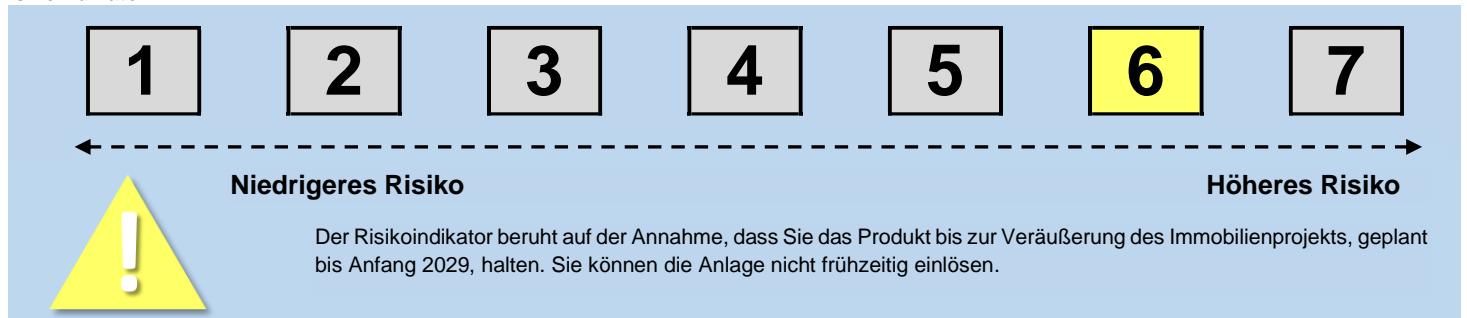 1 2 3 4 5 6 7
Niedrigeres Risiko Höheres Risiko
!
Der Risikoindikator beruht auf der Annahme, dass Sie das Produkt bis zur Veräußerung des Immobilienprojekts, geplant
bis Anfang 2029, halten. Sie können die Anlage nicht frühzeitig einlösen.